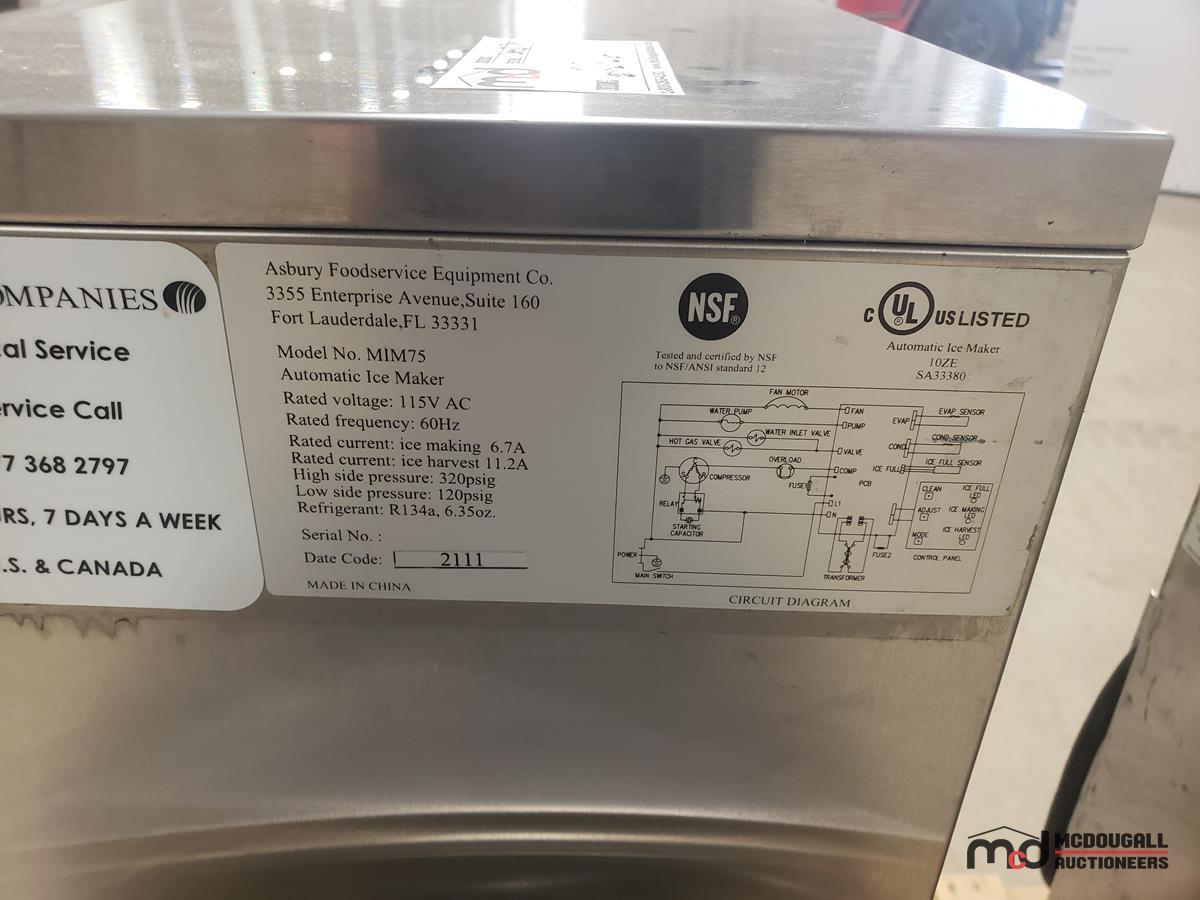 OMPANIES
al Service
ervice Call
7 368 2797
URS, 7 DAYS A WEEK
.S. & CANADA
Asbury Foodservice Equipment Co.
3355 Enterprise Avenue,Suite 160
Fort Lauderdale,FL 33331
Model No. MIM75
Automatic Ice Maker
Rated voltage: 115V AC
Rated frequency: 60Hz
Rated current: ice making 6.7A
Rated current: ice harvest 11.2A
High side pressure: 320psig
Low side pressure: 120psig
Refrigerant: R134a, 6.35oz.
Serial No. :
Date Code: 2111
MADE IN CHINA
NSF®
Tested and certified by NSF
to NSF/ANSI standard 12
C UL® US LISTED
Automatic Ice Maker
10ZE
SA33380
FAN MOTOR
WATER PUMP
WATER INLET VALVE
HOT GAS VALVE
OVERLOAD
COMPRESSOR
S R
FUSE1
RELAY
STARTING
CAPACITOR
POWER
MAIN SWITCH
FAN
PUMP
VALVE
COMP
PCB
L1
N
TRANSFORMER
FUSE2
EVAP
EVAP SENSOR
COND
COND SENSOR
ICE FULL
ICE FULL SENSOR
CLEAN
ICE FULL
LED
ADJUST
ICE MAKING
LED
MODE
ICE HARVEST
LED
CONTROL PANEL
CIRCUIT DIAGRAM
mcd MCDOUGALL
AUCTIONEERS